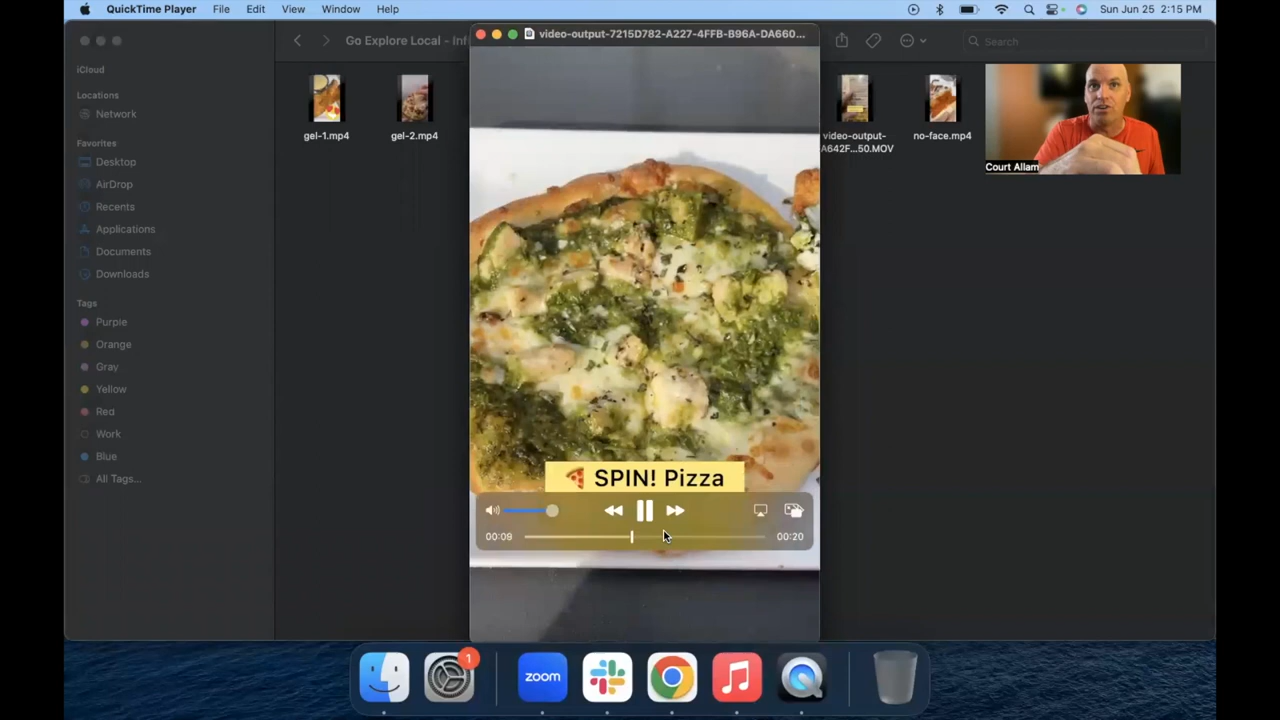 QuickTime Player File Edit View Window Help
Sun Jun 25 2:15 PM
video-output-7215D782-A227-4FFB-B96A-DA660...
Go Explore Local - Inf
Search
iCloud
Locations
Network
Favorites
Desktop
AirDrop
Recents
Applications
Documents
Downloads
Tags
Purple
Orange
Gray
Yellow
Red
Work
Blue
All Tags...
gel-1.mp4
gel-2.mp4
video-output-
A642F...50.MOV
no-face.mp4
Court Allam
SPIN! Pizza
00:09
00:20
1
zoom